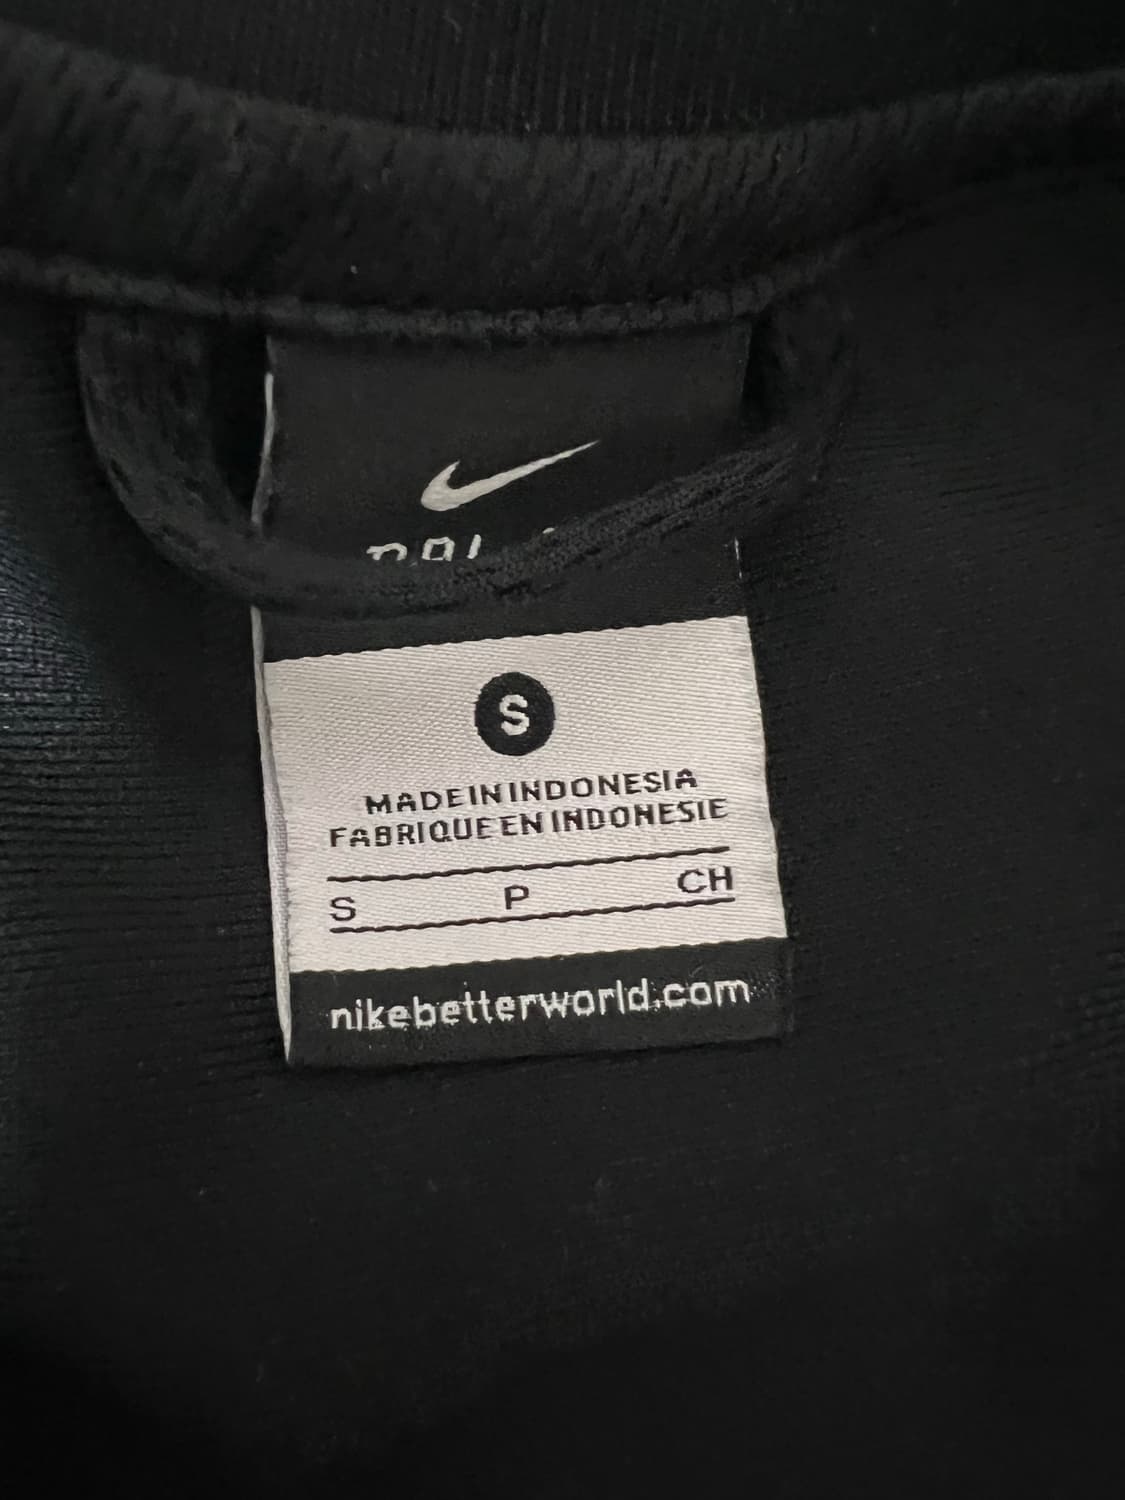 S
MADE IN INDONESIA
FABRIQUE EN INDONESIE
S P CH
nikebetterworld.com